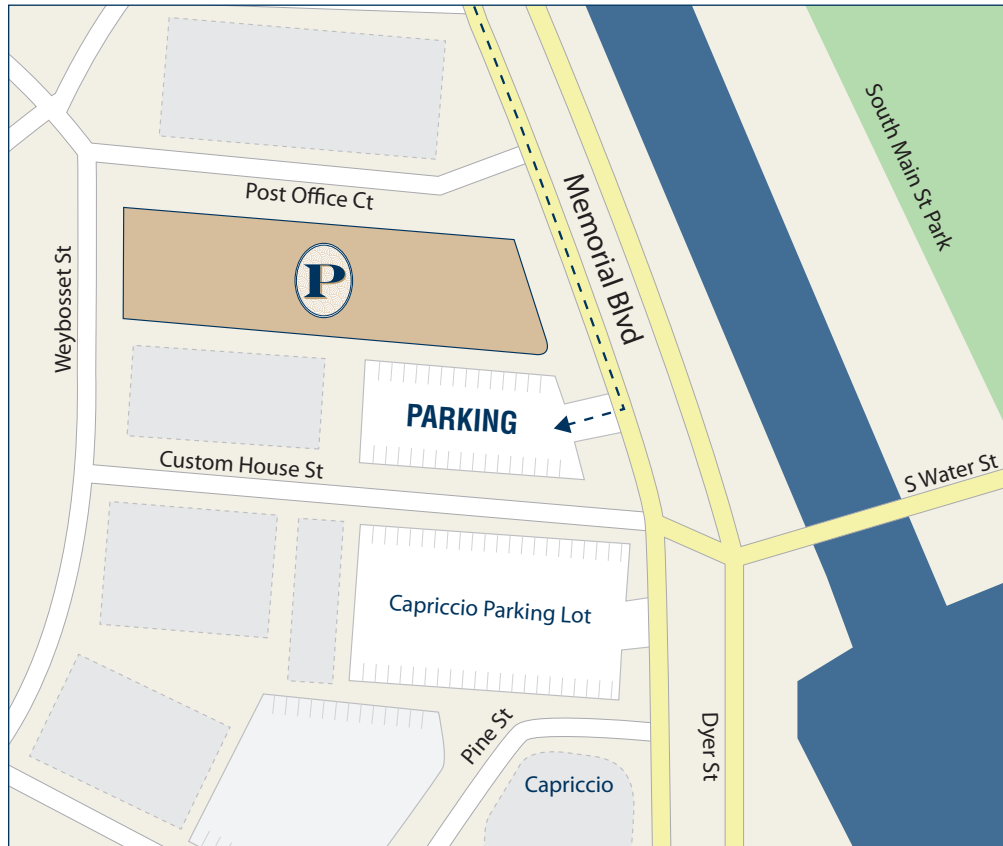 South Main St Park
Post Office Ct
Memorial Blvd
Weybosset St
P
PARKING
Custom House St
S Water St
Capriccio Parking Lot
Pine St
Dyer St
Capriccio